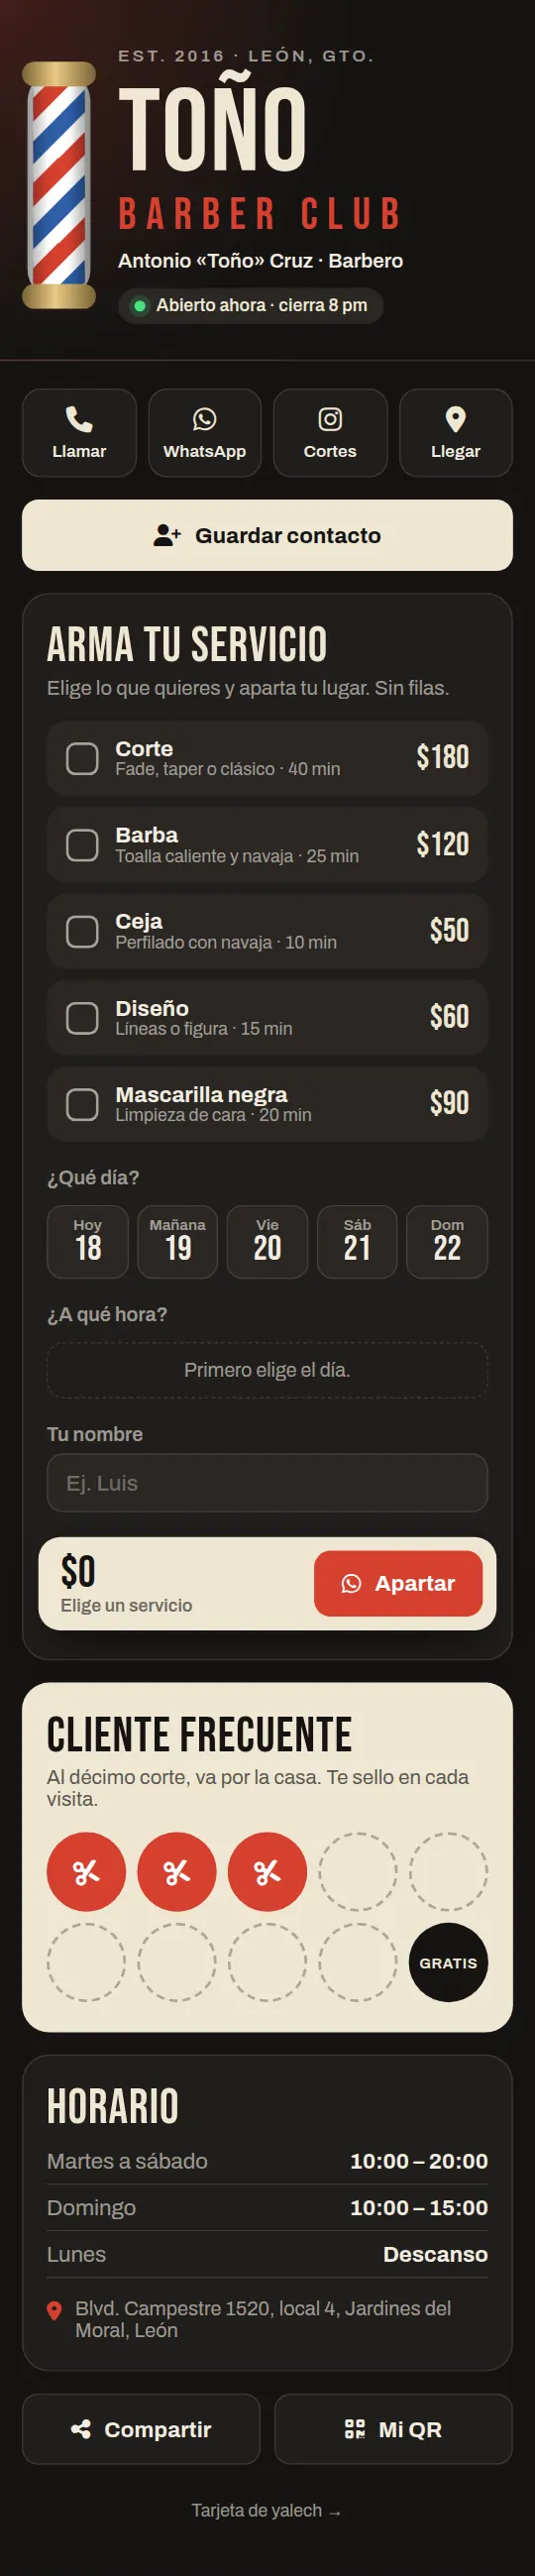 EST. 2016 · LEÓN, GTO.
TOÑO
BARBER CLUB
Antonio «Toño» Cruz · Barbero
Abierto ahora · cierra 8 pm
Llamar
WhatsApp
Cortes
Llegar
Guardar contacto
ARMA TU SERVICIO
Elige lo que quieres y aparta tu lugar. Sin filas.
Corte
Fade, taper o clásico · 40 min
$180
Barba
Toalla caliente y navaja · 25 min
$120
Ceja
Perfilado con navaja · 10 min
$50
Diseño
Líneas o figura · 15 min
$60
Mascarilla negra
Limpieza de cara · 20 min
$90
¿Qué día?
Hoy
18
Mañana
19
Vie
20
Sáb
21
Dom
22
¿A qué hora?
Primero elige el día.
Tu nombre
Ej. Luis
$0
Elige un servicio
Apartar
CLIENTE FRECUENTE
Al décimo corte, va por la casa. Te sello en cada
visita.
GRATIS
HORARIO
Martes a sábado 10:00 – 20:00
Domingo 10:00 – 15:00
Lunes Descanso
Blvd. Campestre 1520, local 4, Jardines del
Moral, León
Compartir
Mi QR
Tarjeta de yalech →